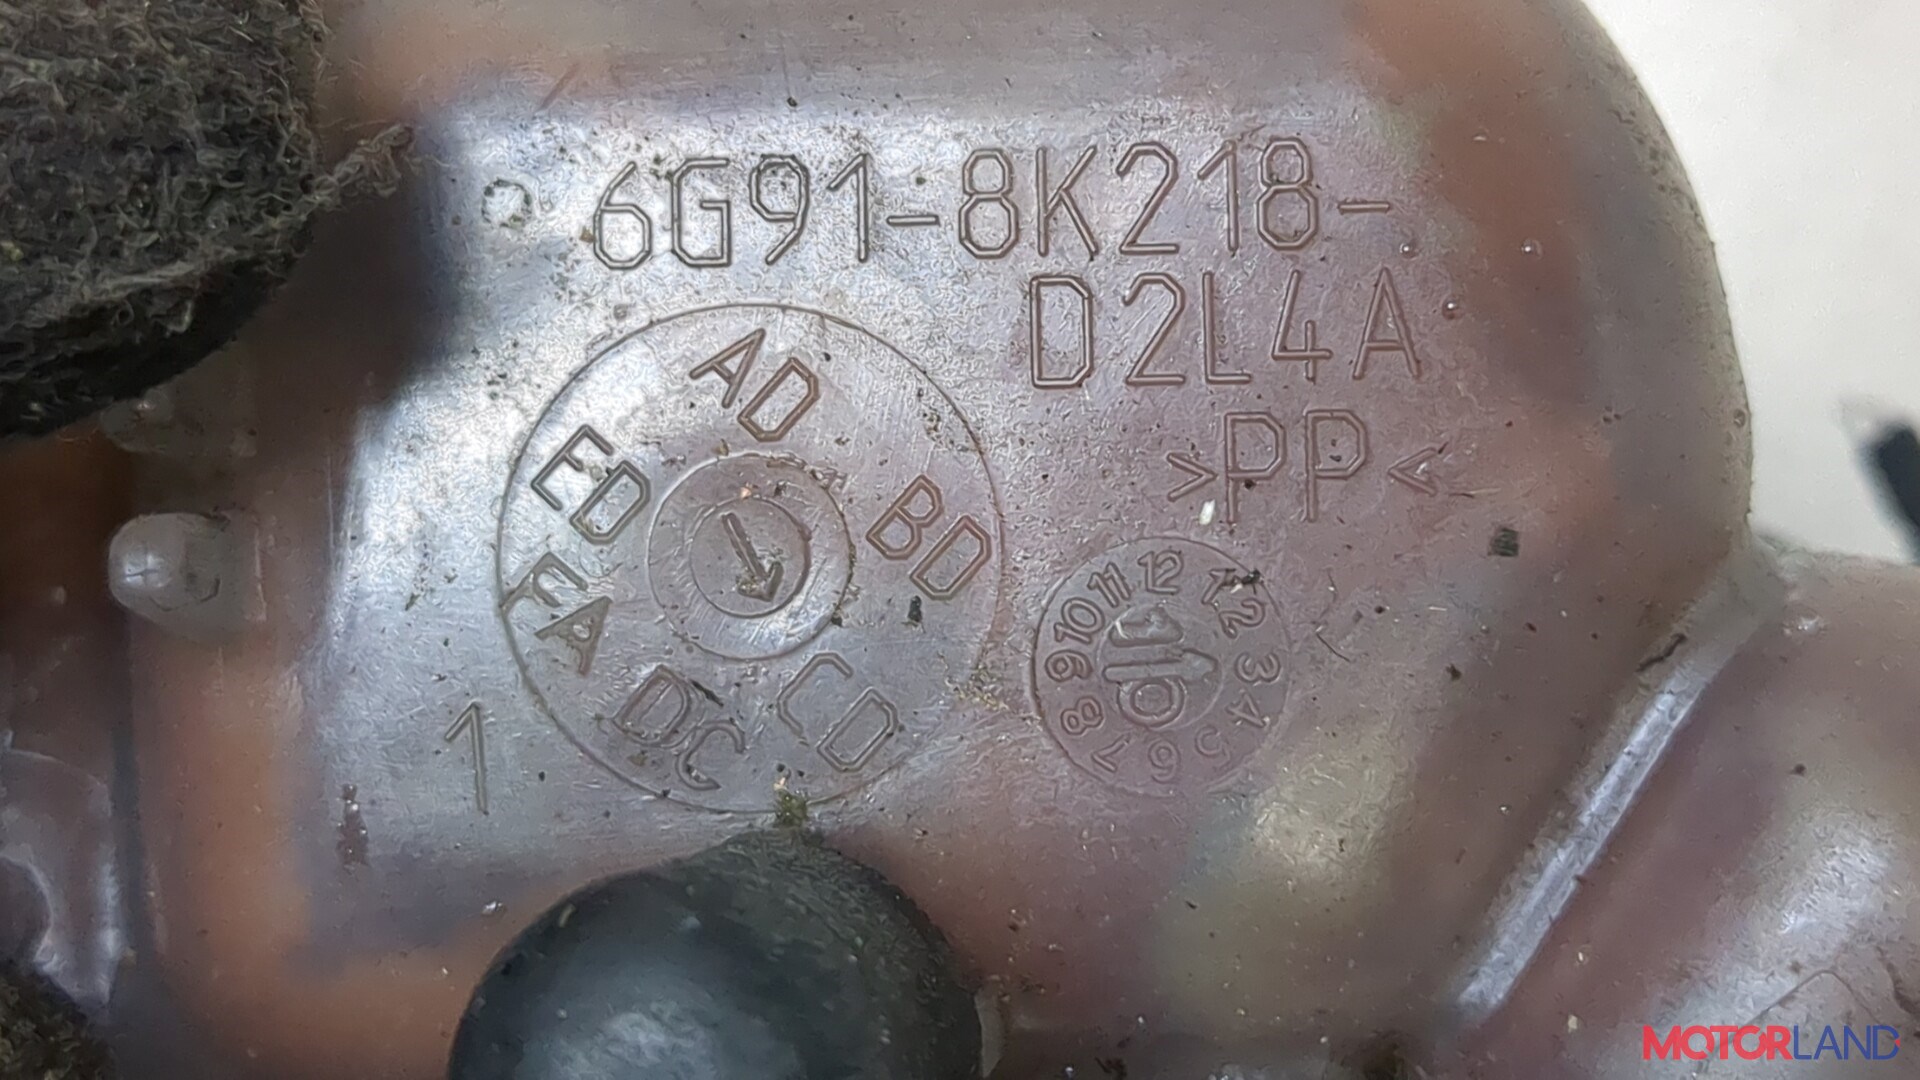 6G91-8K218-
D2L4A
>PP<
AD
BD
CD
DC
ED
FA
1
12
1
2
3
4
5
6
7
8
9
10
11
MOTORLAND